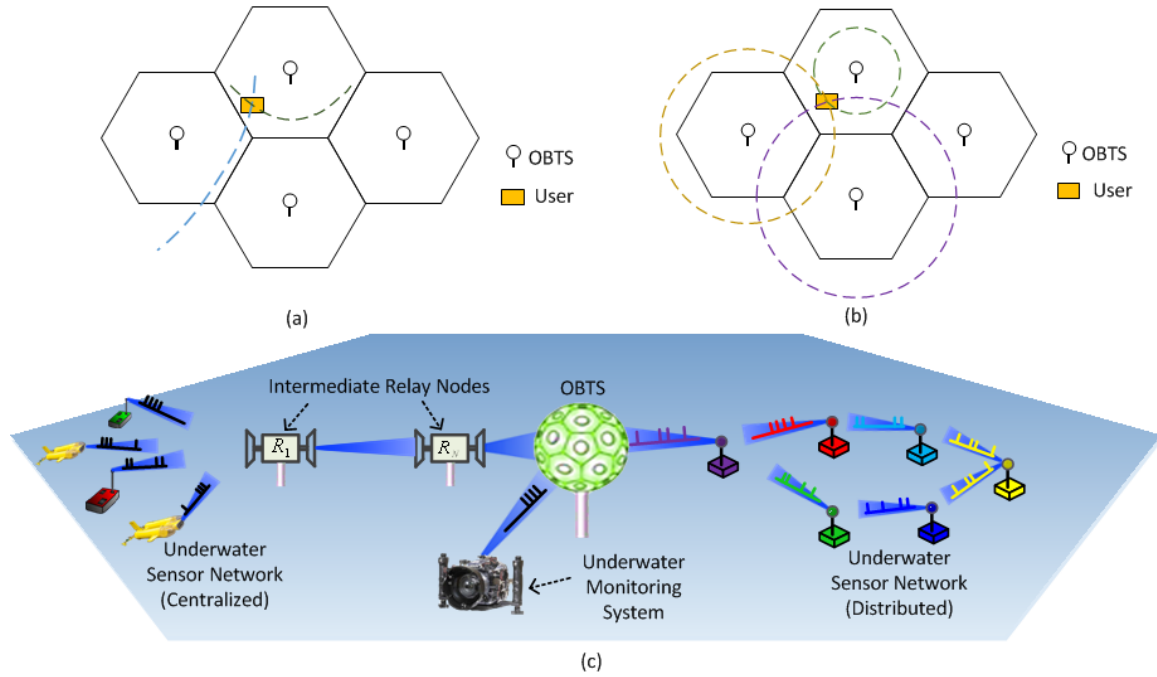 OBTS
User
(a)
OBTS
User
(b)
Intermediate Relay Nodes
OBTS
R1
RN
Underwater
Sensor Network
(Centralized)
Underwater
Monitoring
System
Underwater
Sensor Network
(Distributed)
(c)